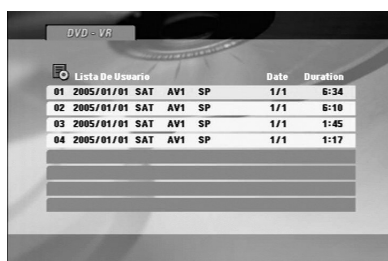 DVD - VR
Lista De Usuario Date Duration
01 2005/01/01 SAT AV1 SP 1/1 6:34
02 2005/01/01 SAT AV1 SP 1/1 6:10
03 2005/01/01 SAT AV1 SP 1/1 1:45
04 2005/01/01 SAT AV1 SP 1/1 1:17